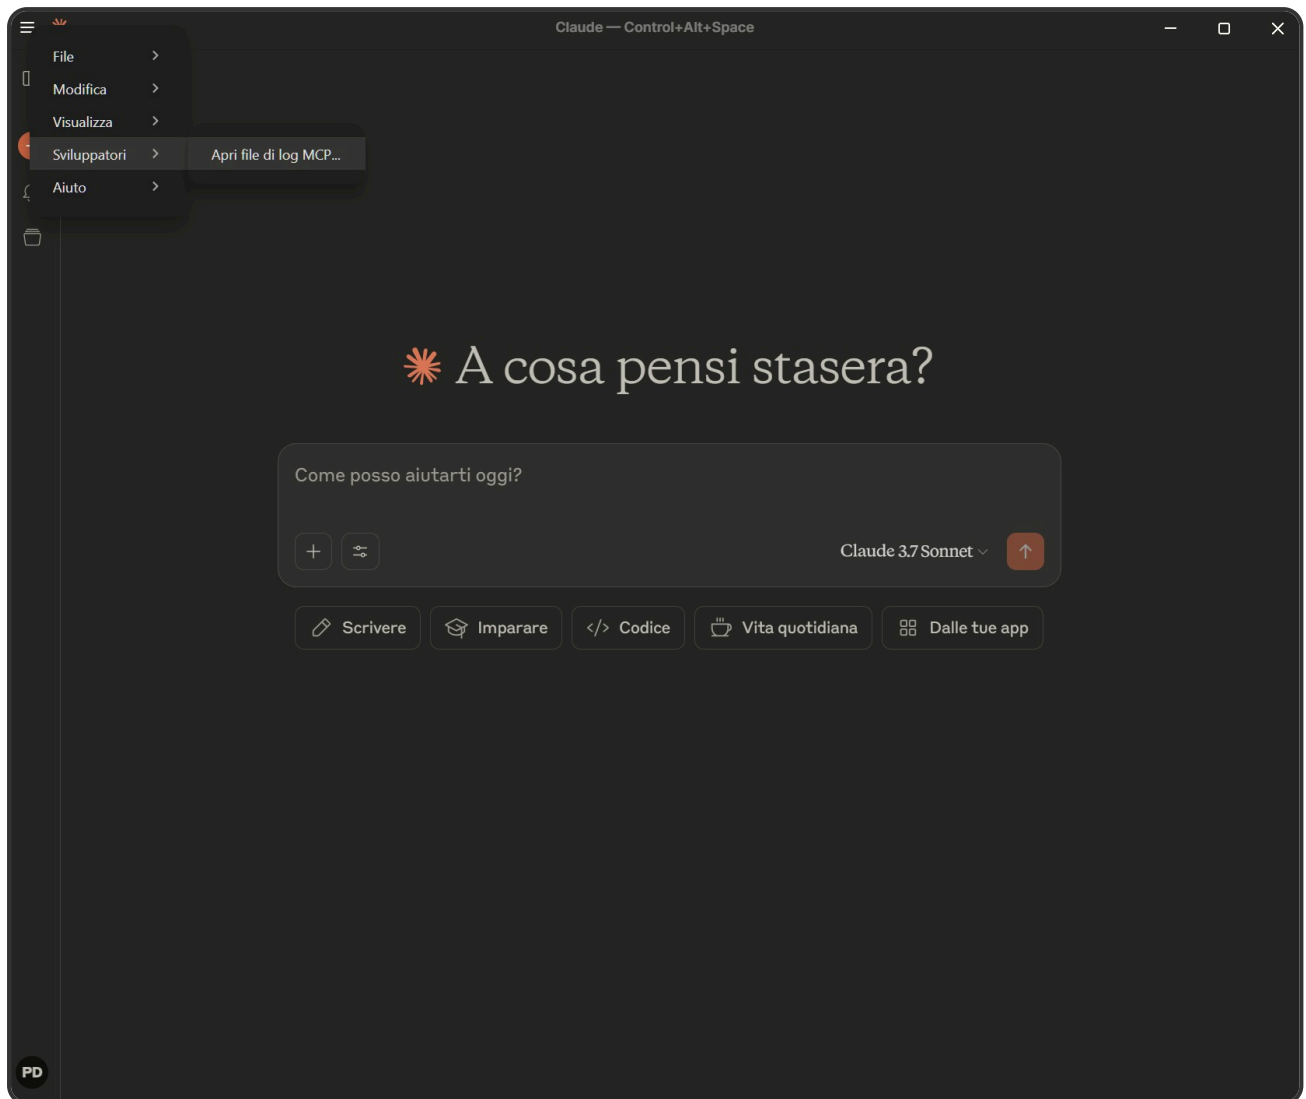 Claude — Control+Alt+Space
File
Modifica
Visualizza
Sviluppatori
Apri file di log MCP...
Aiuto
A cosa pensi stasera?
Come posso aiutarti oggi?
Claude 3.7 Sonnet
Scrivere
Imparare
Codice
Vita quotidiana
Dalle tue app
PD